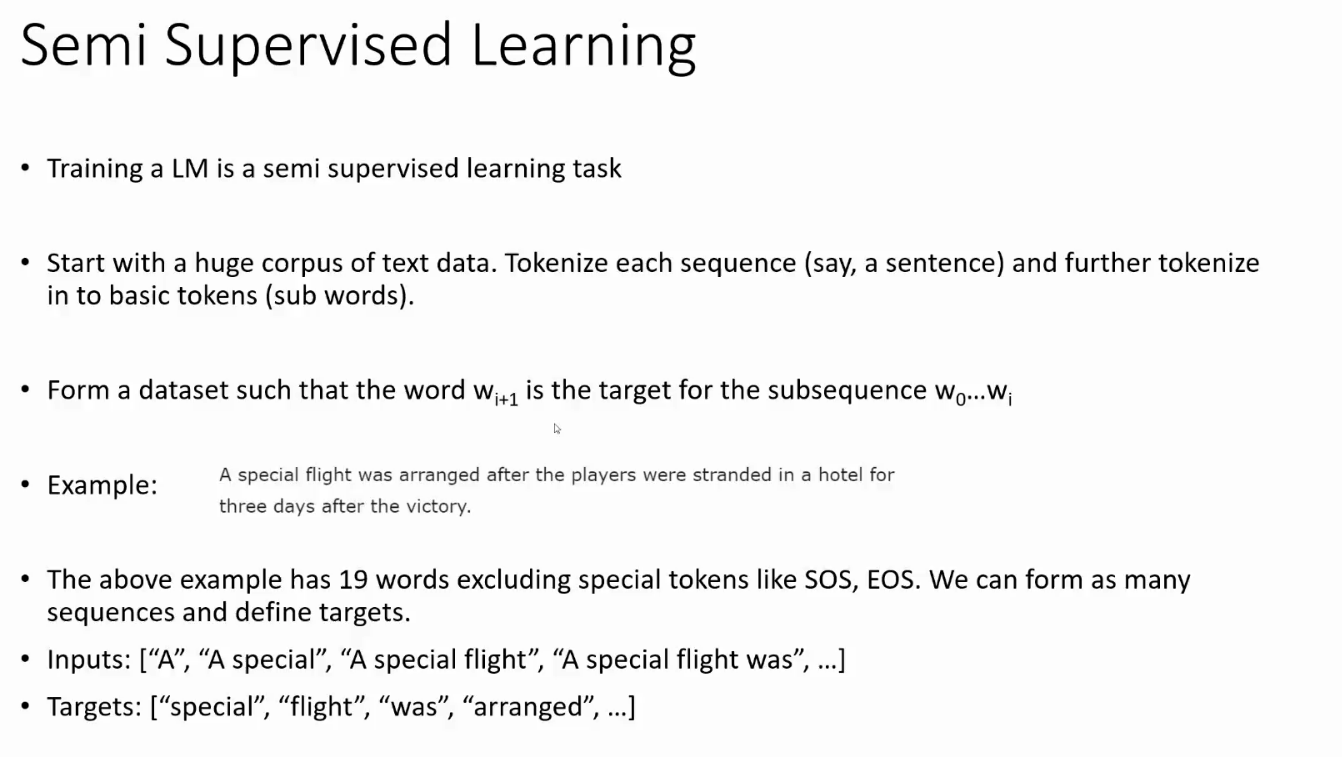 Semi Supervised Learning
• Training a LM is a semi supervised learning task
• Start with a huge corpus of text data. Tokenize each sequence (say, a sentence) and further tokenize
in to basic tokens (sub words).
• Form a dataset such that the word wᵢ₊₁ is the target for the subsequence w₀...wᵢ
• Example:
A special flight was arranged after the players were stranded in a hotel for
three days after the victory.
• The above example has 19 words excluding special tokens like SOS, EOS. We can form as many
sequences and define targets.
• Inputs: [“A”, “A special”, “A special flight”, “A special flight was”, ...]
• Targets: [“special”, “flight”, “was”, “arranged”, ...]